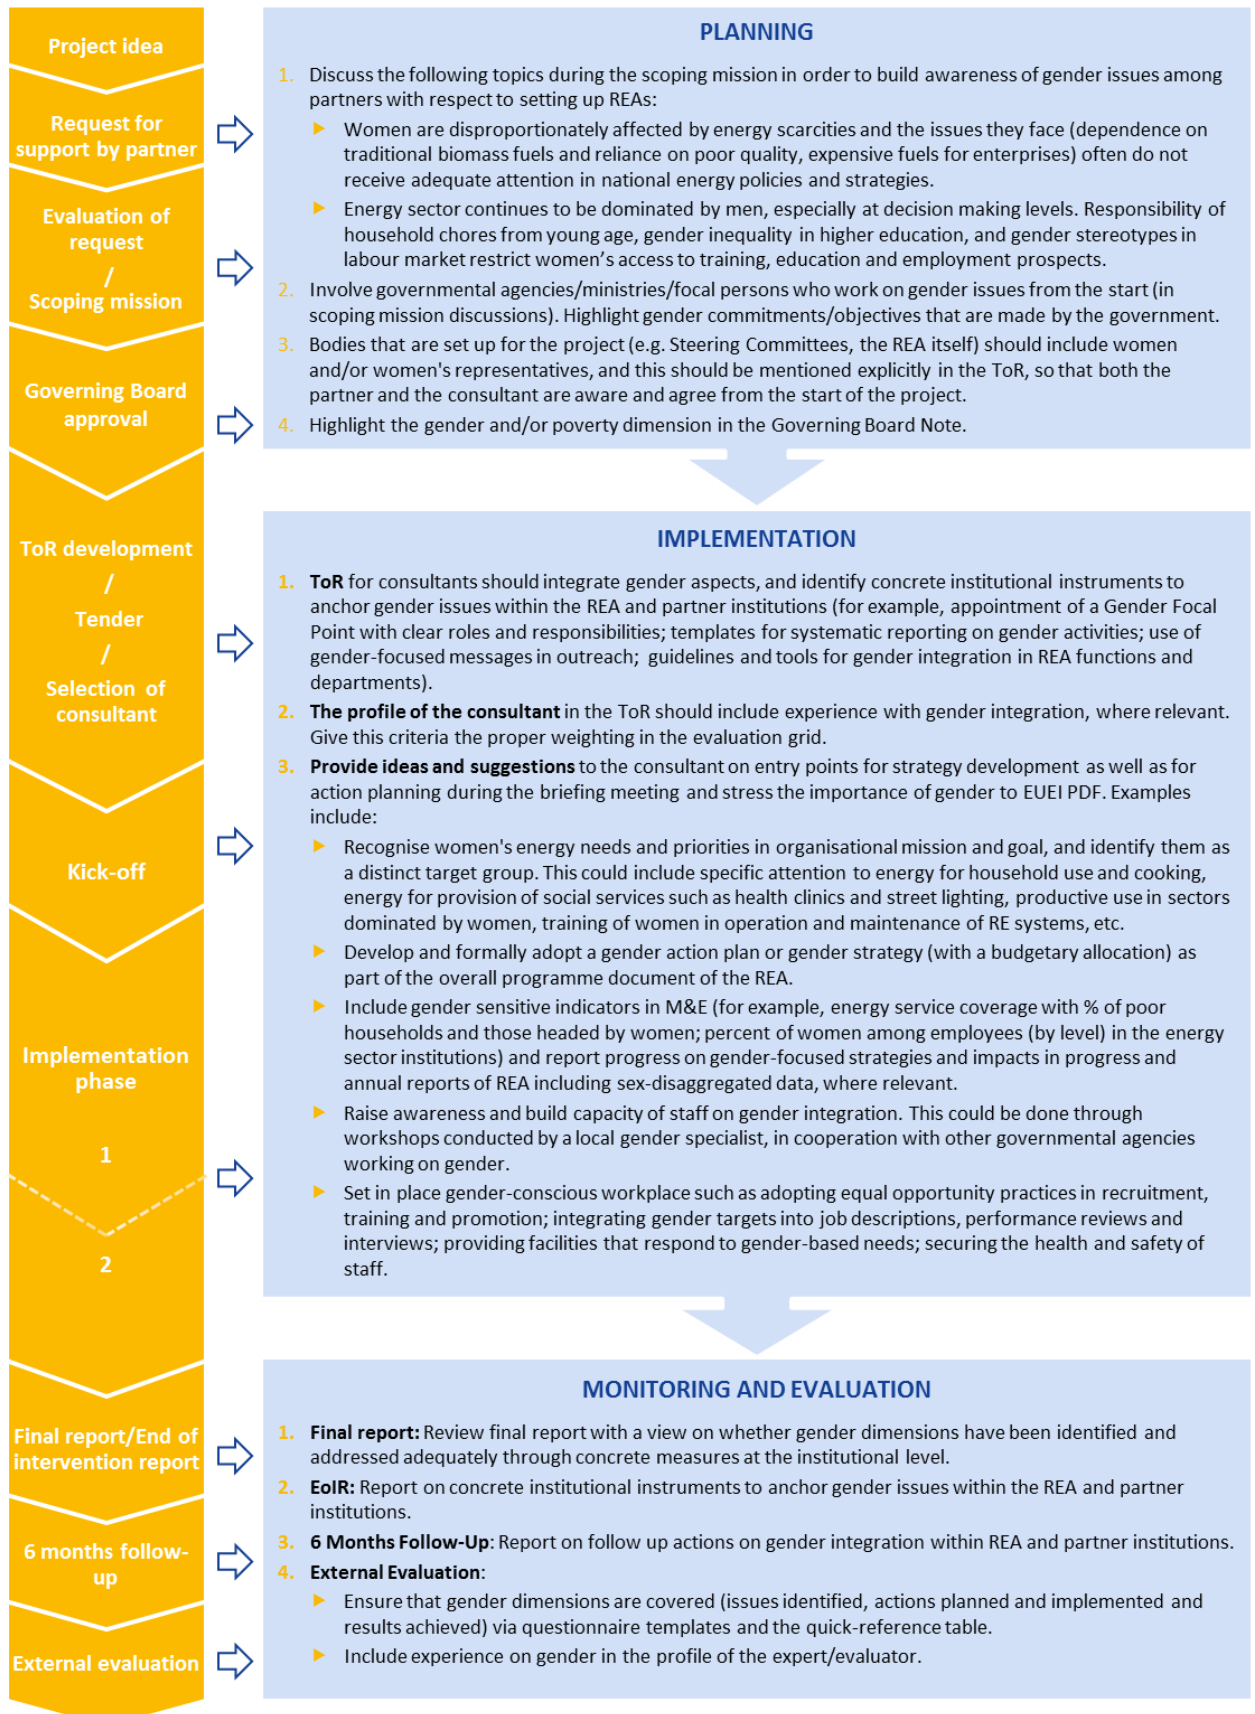 Project idea
Request for
support by partner
Evaluation of
request
/
Scoping mission
Governing Board
approval
ToR development
/
Tender
/
Selection of
consultant
Kick-off
Implementation
phase
1
2
Final report/End of
intervention report
6 months follow-
up
External evaluation
PLANNING
1. Discuss the following topics during the scoping mission in order to build awareness of gender issues among
partners with respect to setting up REAs:
Women are disproportionately affected by energy scarcities and the issues they face (dependence on
traditional biomass fuels and reliance on poor quality, expensive fuels for enterprises) often do not
receive adequate attention in national energy policies and strategies.
Energy sector continues to be dominated by men, especially at decision making levels. Responsibility of
household chores from young age, gender inequality in higher education, and gender stereotypes in
labour market restrict women’s access to training, education and employment prospects.
2. Involve governmental agencies/ministries/focal persons who work on gender issues from the start (in
scoping mission discussions). Highlight gender commitments/objectives that are made by the government.
3. Bodies that are set up for the project (e.g. Steering Committees, the REA itself) should include women
and/or women's representatives, and this should be mentioned explicitly in the ToR, so that both the
partner and the consultant are aware and agree from the start of the project.
4. Highlight the gender and/or poverty dimension in the Governing Board Note.
IMPLEMENTATION
1. ToR for consultants should integrate gender aspects, and identify concrete institutional instruments to
anchor gender issues within the REA and partner institutions (for example, appointment of a Gender Focal
Point with clear roles and responsibilities; templates for systematic reporting on gender activities; use of
gender-focused messages in outreach; guidelines and tools for gender integration in REA functions and
departments).
2. The profile of the consultant in the ToR should include experience with gender integration, where relevant.
Give this criteria the proper weighting in the evaluation grid.
3. Provide ideas and suggestions to the consultant on entry points for strategy development as well as for
action planning during the briefing meeting and stress the importance of gender to EUEI PDF. Examples
include:
Recognise women's energy needs and priorities in organisational mission and goal, and identify them as
a distinct target group. This could include specific attention to energy for household use and cooking,
energy for provision of social services such as health clinics and street lighting, productive use in sectors
dominated by women, training of women in operation and maintenance of RE systems, etc.
Develop and formally adopt a gender action plan or gender strategy (with a budgetary allocation) as
part of the overall programme document of the REA.
Include gender sensitive indicators in M&E (for example, energy service coverage with % of poor
households and those headed by women; percent of women among employees (by level) in the energy
sector institutions) and report progress on gender-focused strategies and impacts in progress and
annual reports of REA including sex-disaggregated data, where relevant.
Raise awareness and build capacity of staff on gender integration. This could be done through
workshops conducted by a local gender specialist, in cooperation with other governmental agencies
working on gender.
Set in place gender-conscious workplace such as adopting equal opportunity practices in recruitment,
training and promotion; integrating gender targets into job descriptions, performance reviews and
interviews; providing facilities that respond to gender-based needs; securing the health and safety of
staff.
MONITORING AND EVALUATION
1. Final report: Review final report with a view on whether gender dimensions have been identified and
addressed adequately through concrete measures at the institutional level.
2. EoIR: Report on concrete institutional instruments to anchor gender issues within the REA and partner
institutions.
3. 6 Months Follow-Up: Report on follow up actions on gender integration within REA and partner institutions.
4. External Evaluation:
Ensure that gender dimensions are covered (issues identified, actions planned and implemented and
results achieved) via questionnaire templates and the quick-reference table.
Include experience on gender in the profile of the expert/evaluator.